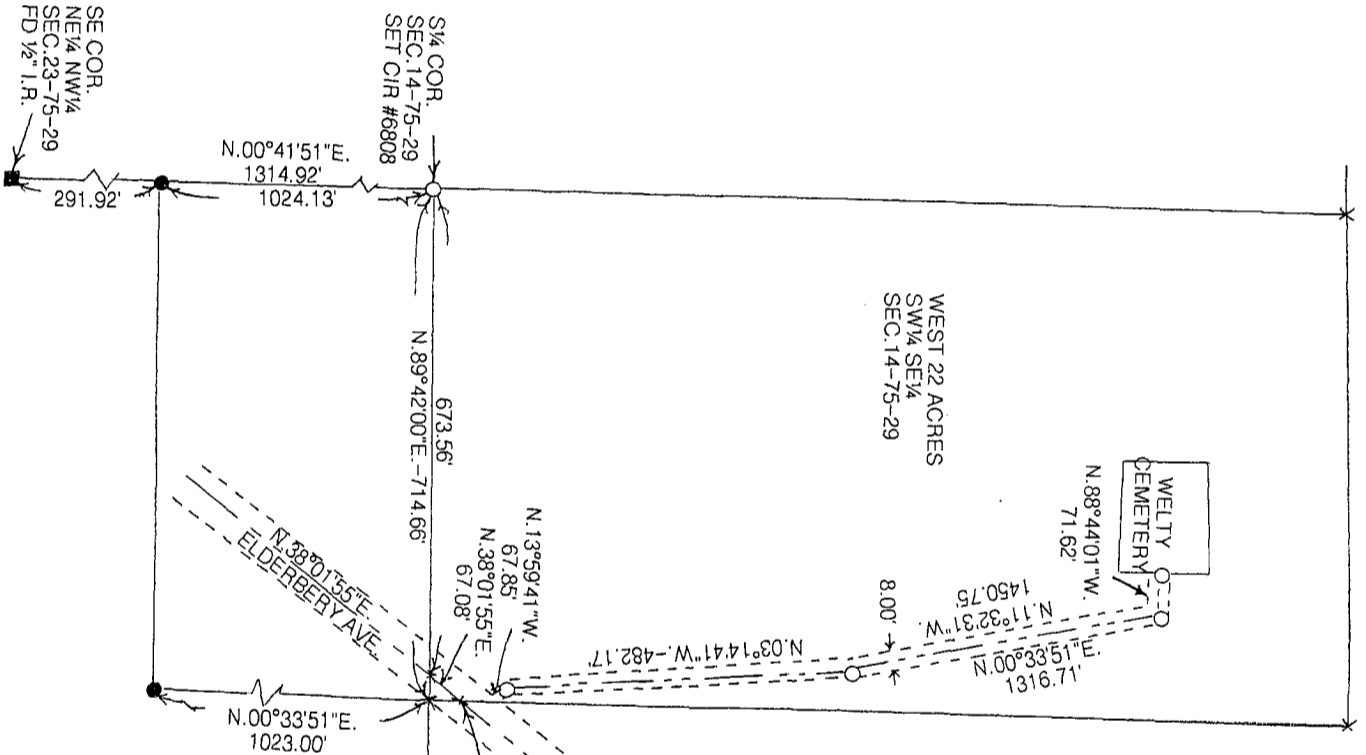 SE COR.
NE¼ NW¼
SEC.23-75-29
FD ½" I.R.
S¼ COR.
SEC.14-75-29
SET CIR #6808
N.00°41'51"E.
1314.92'
1024.13'
291.92'
WEST 22 ACRES
SW¼ SE¼
SEC.14-75-29
673.56'
N.89°42'00"E.-714.66'
WELTY
CEMETERY
N.88°44'01"W.
71.62'
8.00'
N.11°32'31"W.
1450.75'
N.00°33'51"E.
1316.71'
N.03°14'41"W.-482.17'
N.13°59'41"W.
67.85'
N.38°01'55"E.
67.08'
N.38°01'55"E.
ELDERBERY AVE.
N.00°33'51"E.
1023.00'